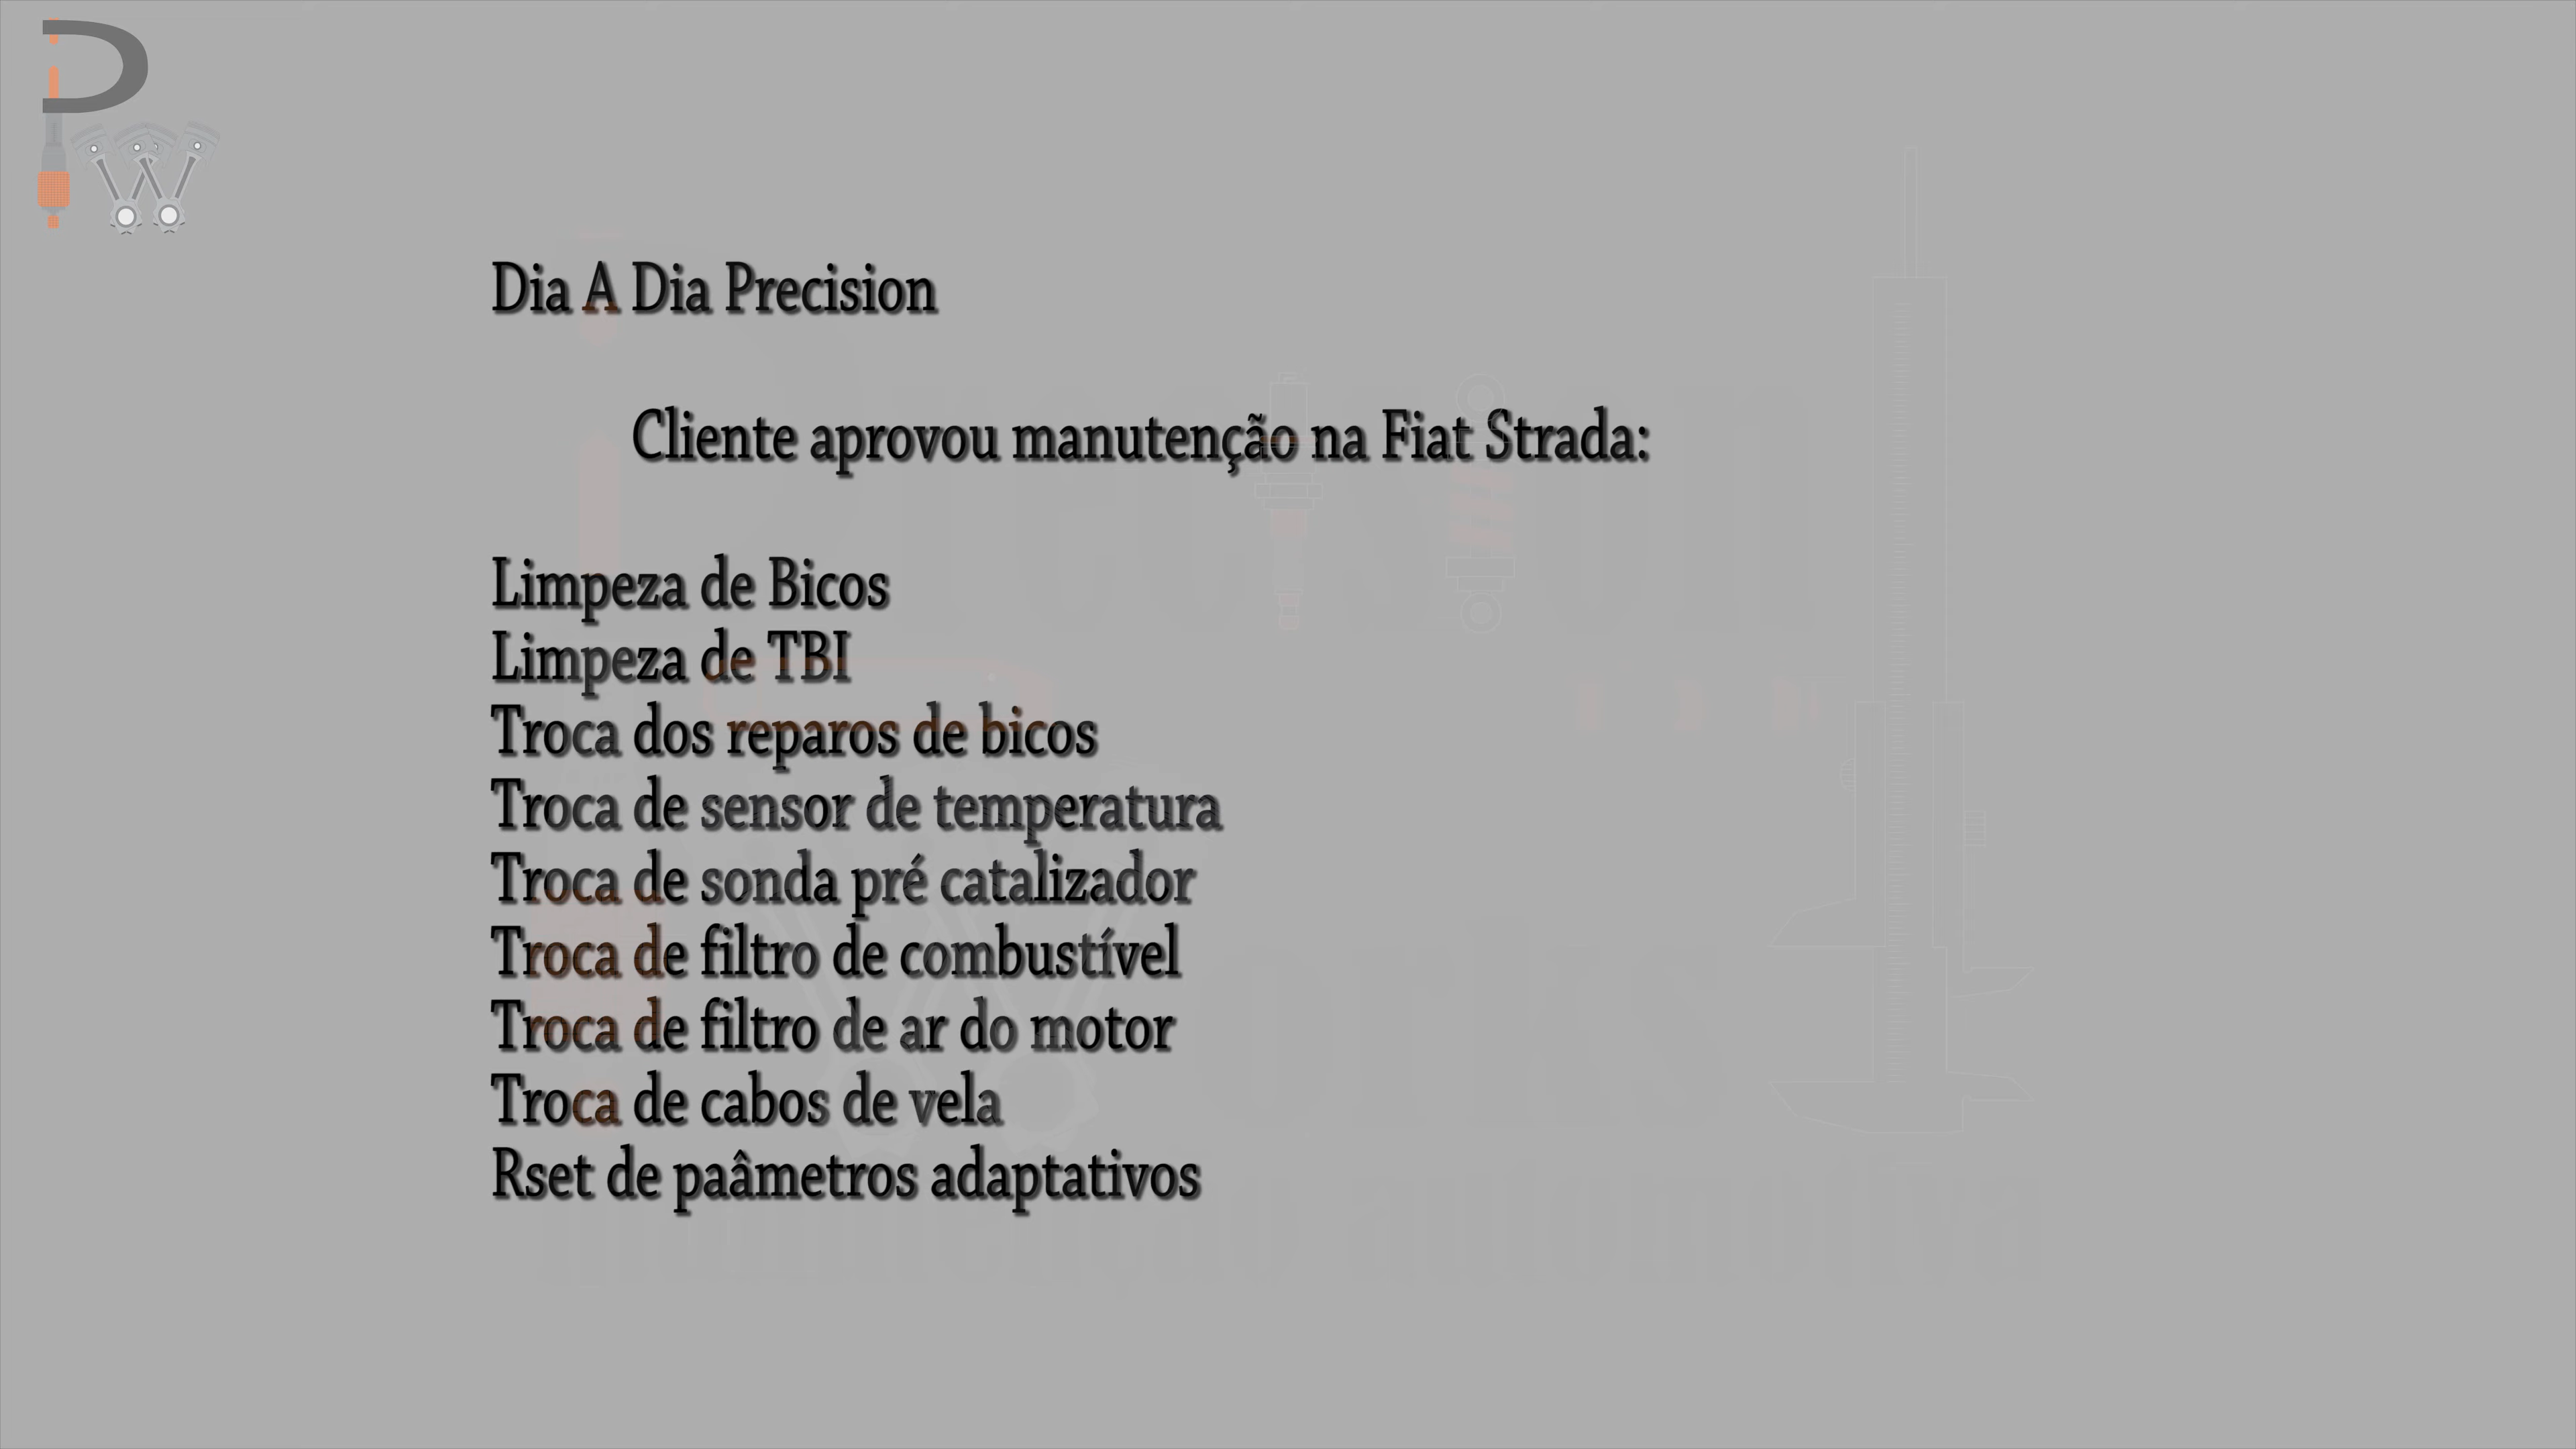 Dia A Dia Precision
Cliente aprovou manutenção na Fiat Strada:
Limpeza de Bicos
Limpeza de TBI
Troca dos reparos de bicos
Troca de sensor de temperatura
Troca de sonda pré catalizador
Troca de filtro de combustível
Troca de filtro de ar do motor
Troca de cabos de vela
Rset de paâmetros adaptativos